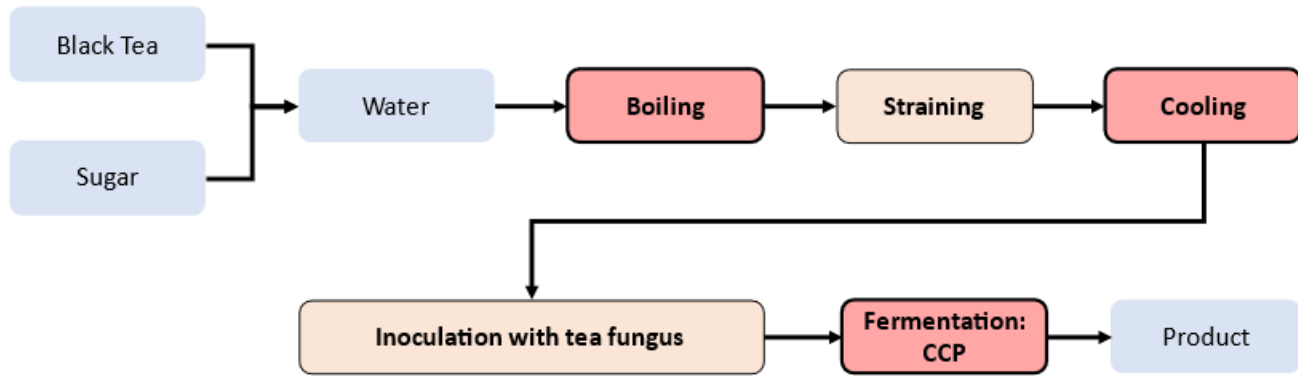 Black Tea
Sugar
Water
Boiling
Straining
Cooling
Inoculation with tea fungus
Fermentation:
CCP
Product